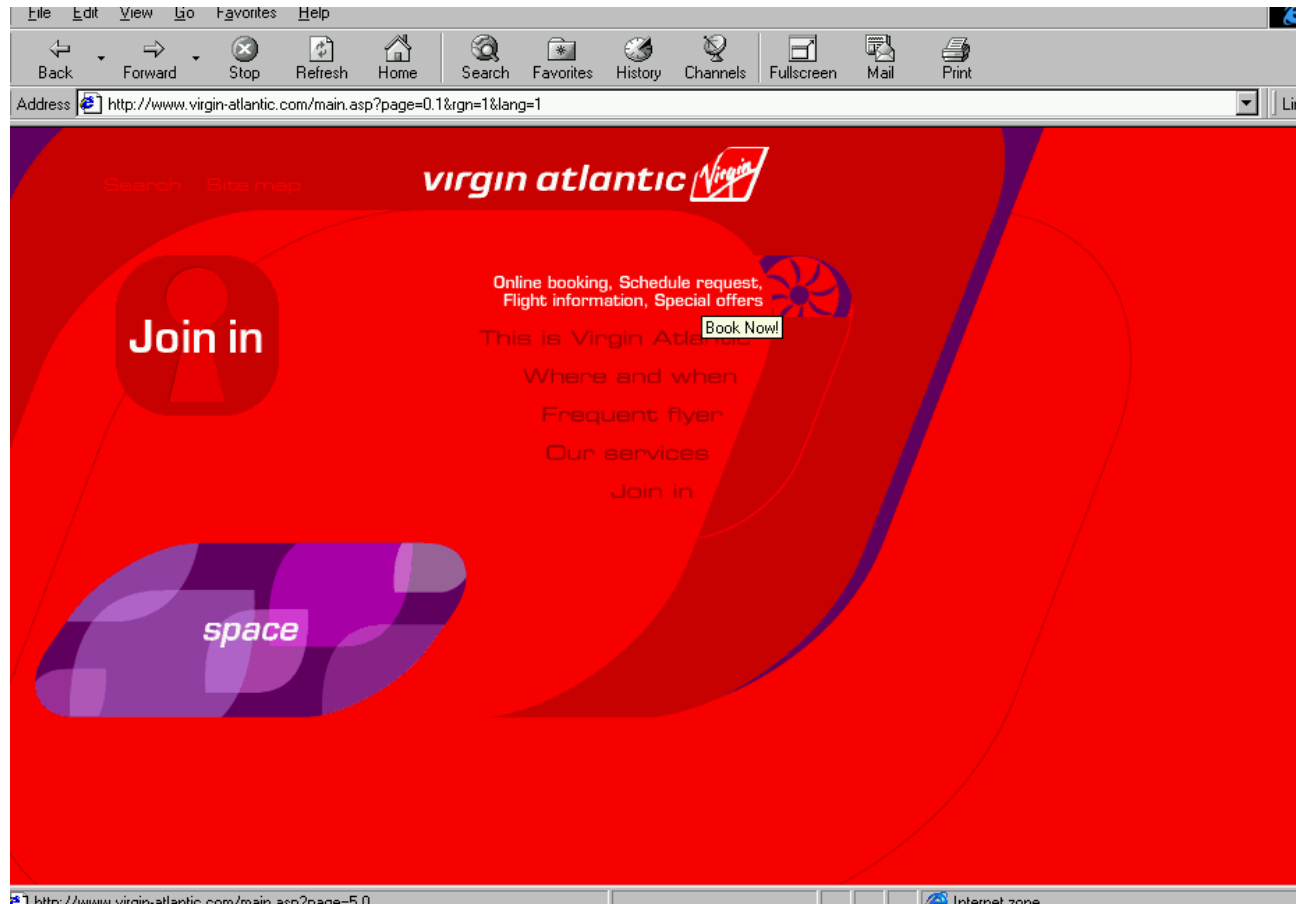 File Edit View Go Favorites Help
Back Forward Stop Refresh Home Search Favorites History Channels Fullscreen Mail Print
Address http://www.virgin-atlantic.com/main.asp?page=0.1&rgn=1&lang=1
Search Site map
virgin atlantic Virgin
Join in
Online booking, Schedule request,
Flight information, Special offers
Book Now!
This is Virgin Atlantic
Where and when
Frequent flyer
Our services
Join in
space
http://www.virgin-atlantic.com/main.asp?page=5.0 Internet zone